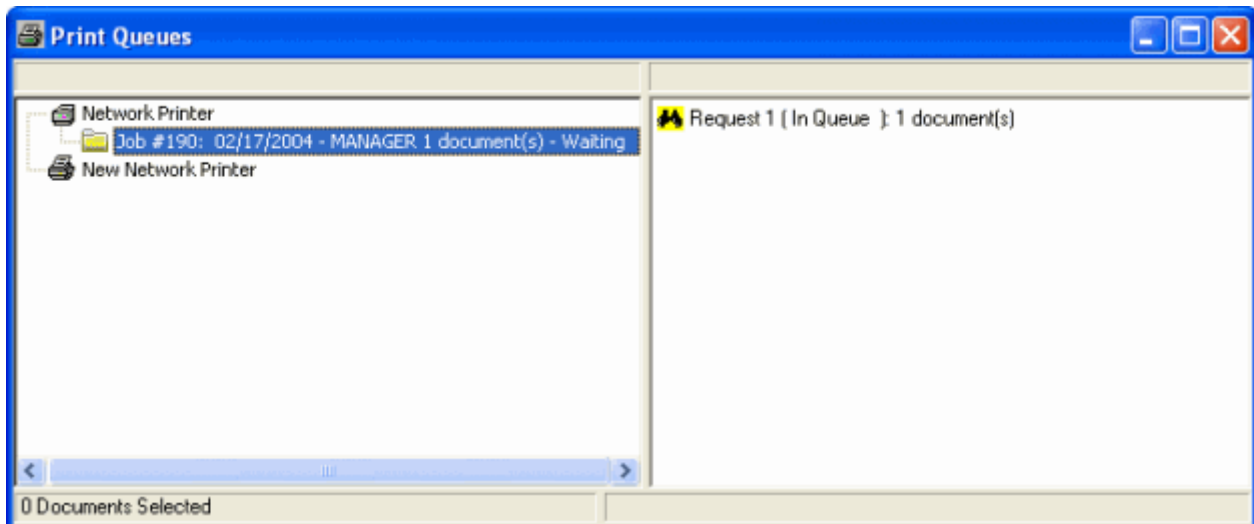 Print Queues
Network Printer
Job #190: 02/17/2004 - MANAGER 1 document(s) - Waiting
New Network Printer
Request 1 ( In Queue ): 1 document(s)
0 Documents Selected